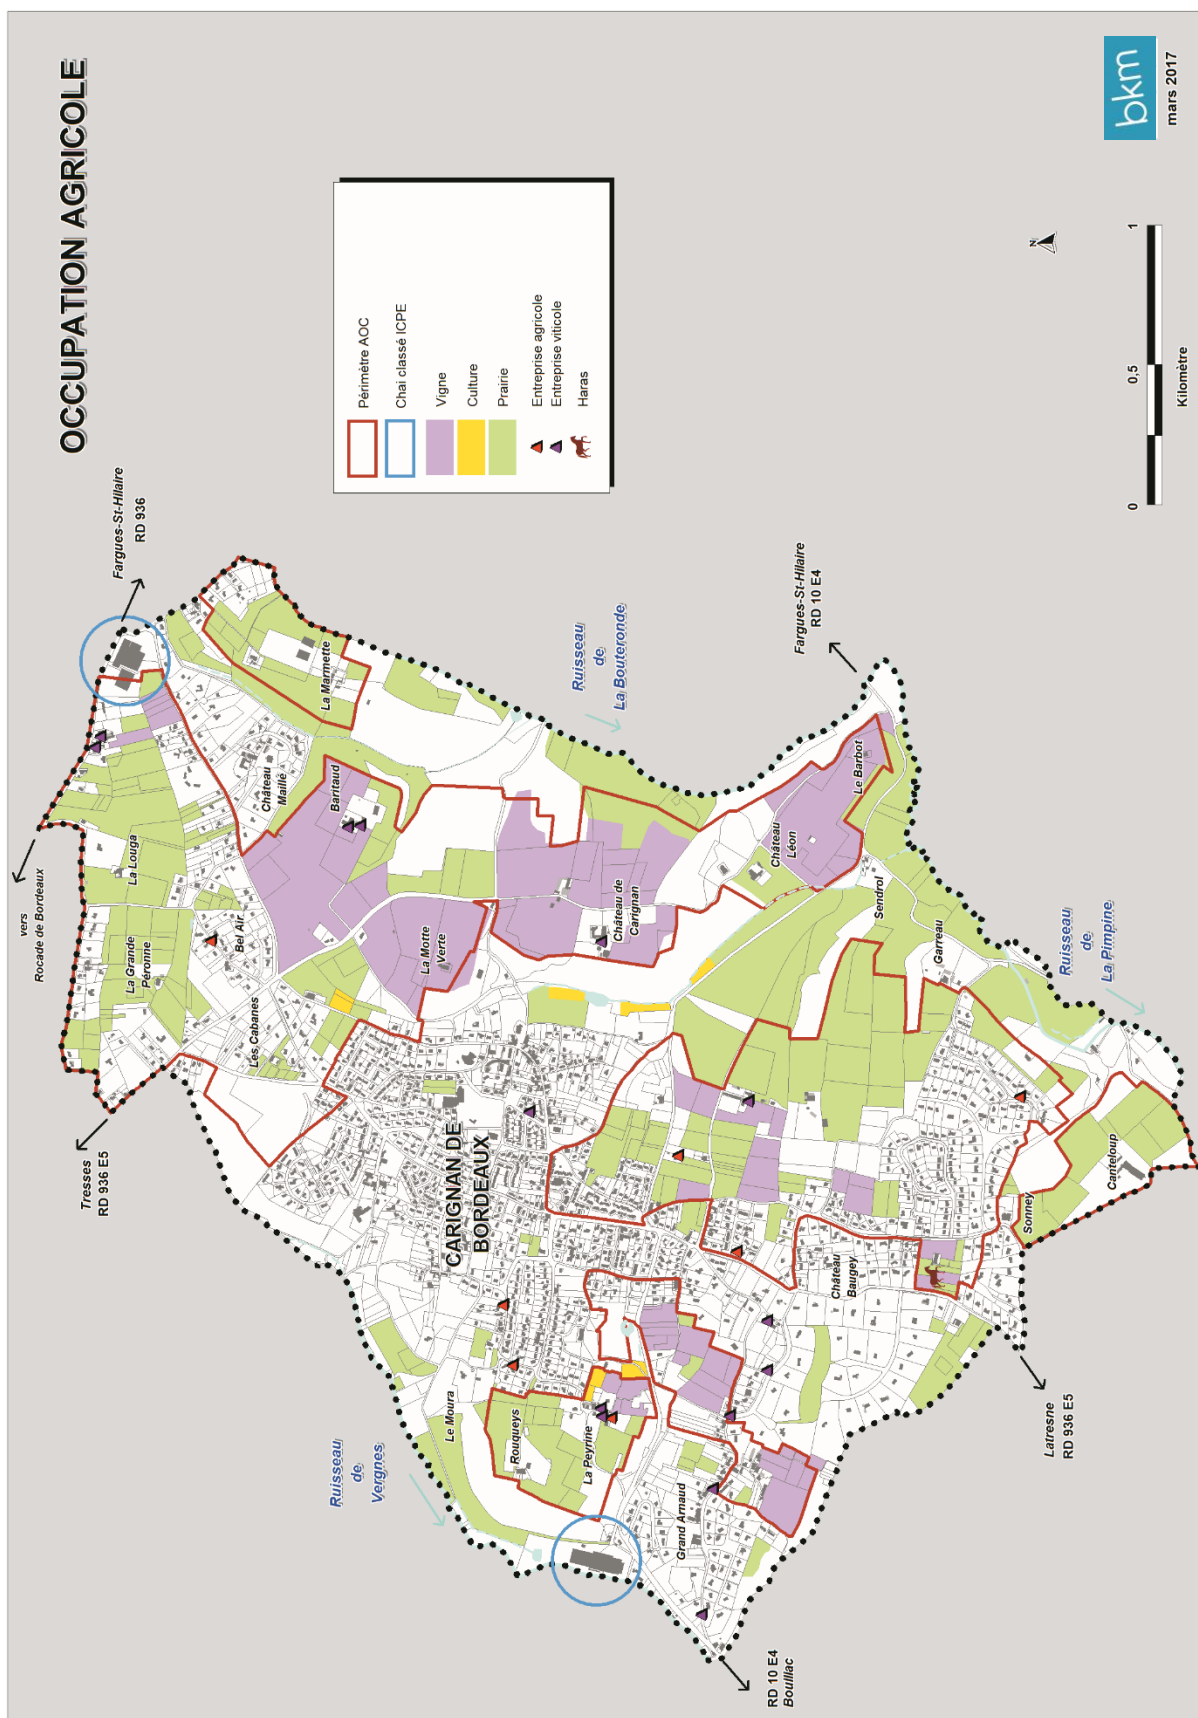 OCCUPATION AGRICOLE
bkm
mars 2017
Périmètre AOC
Chai classé ICPE
Vigne
Culture
Prairie
Entreprise agricole
Entreprise viticole
Haras
N
0
0,5
1
Kilomètre
vers
Rocade de Bordeaux
Fargues-St-Hilaire
RD 936
Tresses
RD 936 E5
La Louga
La Grande
Péronne
Bel Air
Les Cabanes
Château
Maillé
La Marmette
Baritaud
La Motte
Verte
Ruisseau
de
La Bouteronde
Château de
Carignan
Fargues-St-Hilaire
RD 10 E4
Château
Léon
Le Barbot
Sendrol
Garreau
Ruisseau
de
La Pimpine
CARIGNAN DE
BORDEAUX
Le Moura
Ruisseau
de
Vergnes
Rouqueys
La Peyrine
Grand Arnaud
Château
Baugey
Sonney
Canteloup
Latresne
RD 936 E5
RD 10 E4
Bouliac